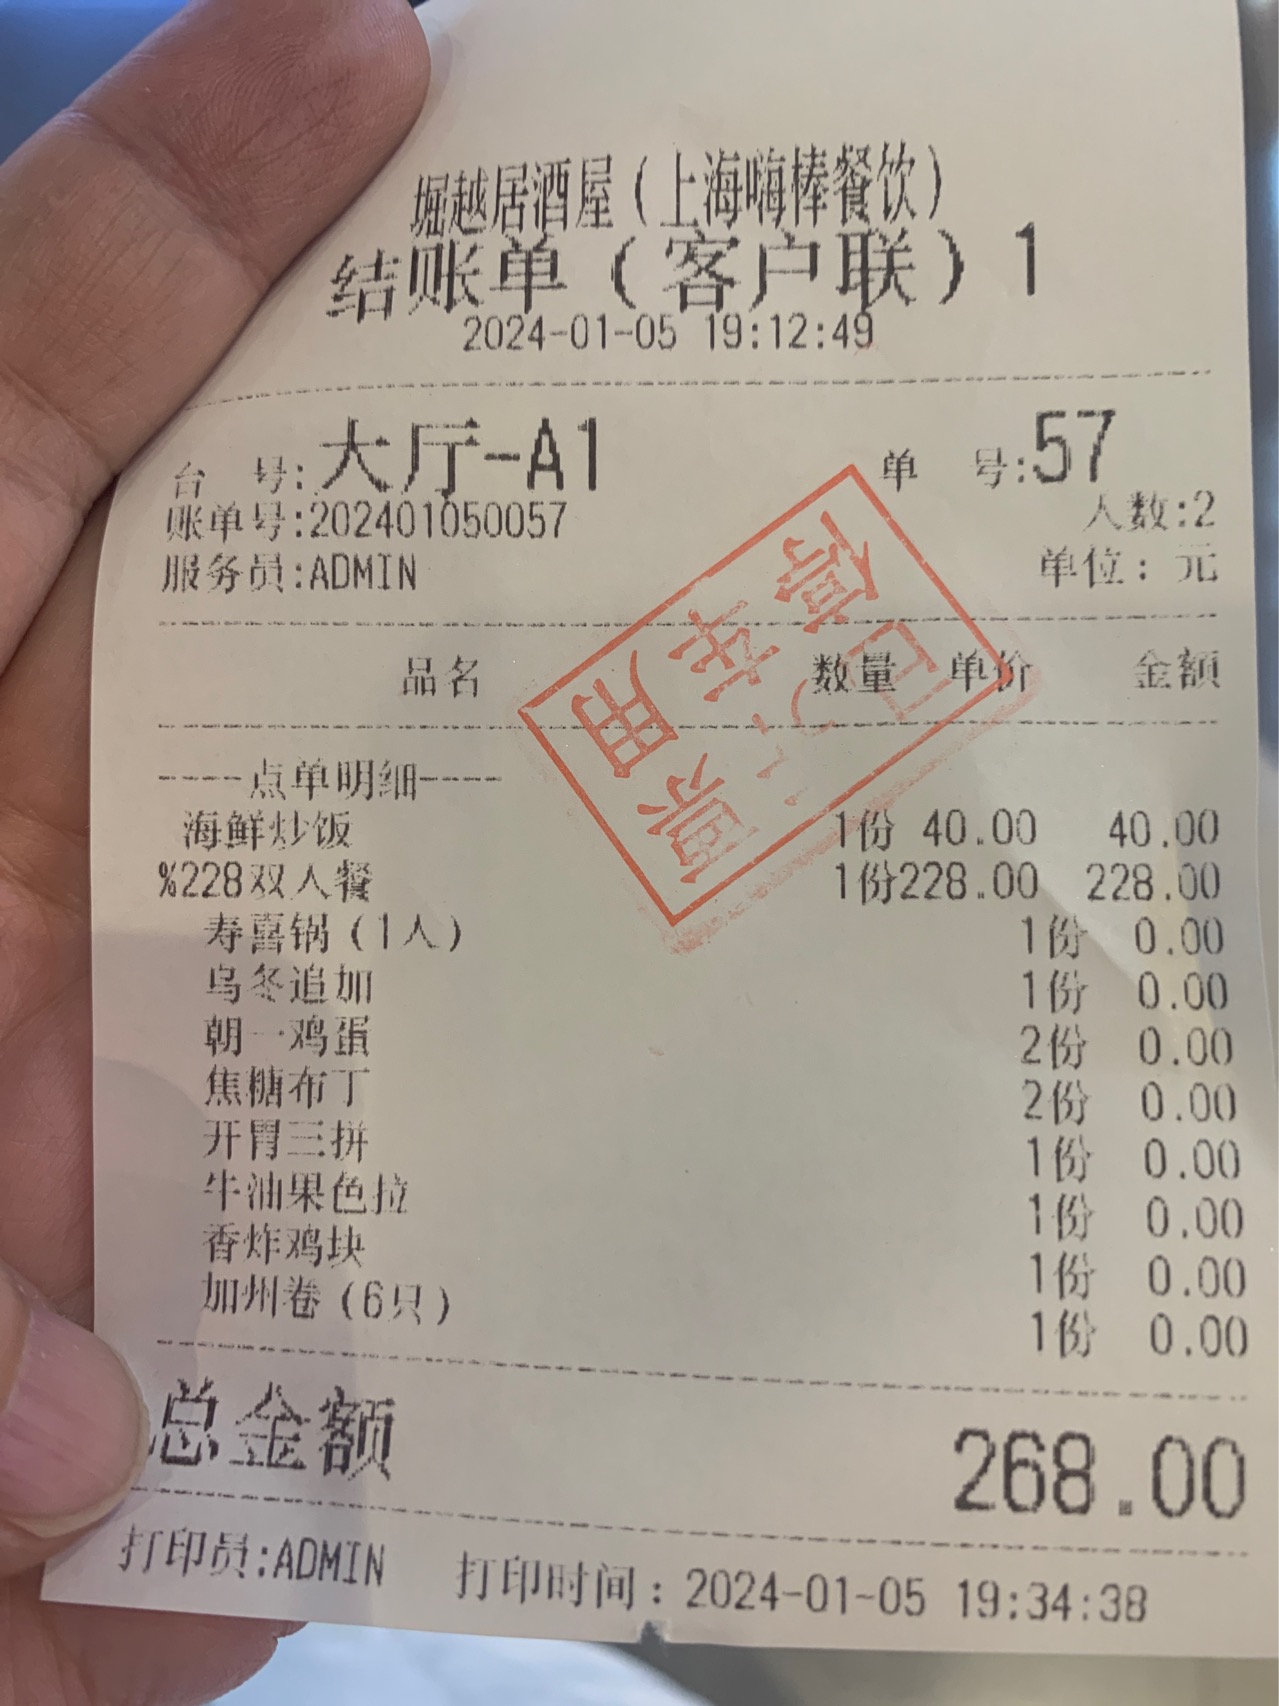 堀越居酒屋(上海嗨棒餐饮)
结账单(客户联)1
2024-01-05 19:12:49
台 号:大厅-A1 单 号:57
账单号:202401050057 人数:2
服务员:ADMIN 单位: 元
品名 数量 单价 金额
----点单明细----
海鲜炒饭 1份 40.00 40.00
%228双人餐 1份228.00 228.00
寿喜锅(1人) 1份 0.00
乌冬追加 1份 0.00
朝一鸡蛋 2份 0.00
焦糖布丁 2份 0.00
开胃三拼 1份 0.00
牛油果色拉 1份 0.00
香炸鸡块 1份 0.00
加州卷(6只) 1份 0.00
总金额 268.00
打印员:ADMIN 打印时间:2024-01-05 19:34:38